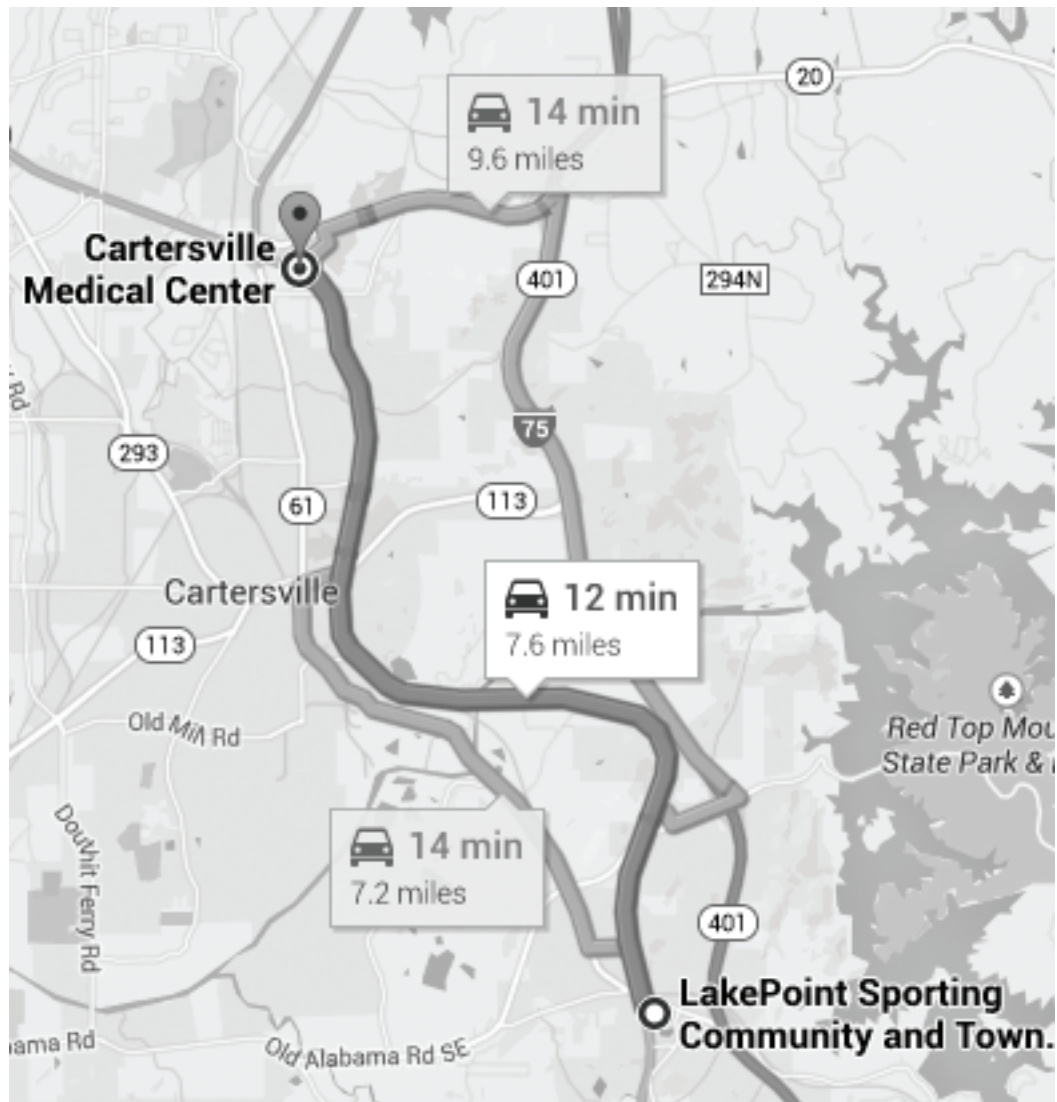 20
14 min
9.6 miles
Cartersville
Medical Center
401
294N
75
293
61
113
12 min
7.6 miles
Cartersville
113
Old Mill Rd
Red Top Mou
State Park &
14 min
7.2 miles
Douthit Ferry Rd
401
LakePoint Sporting
Community and Town.
ama Rd
Old Alabama Rd SE
Rd